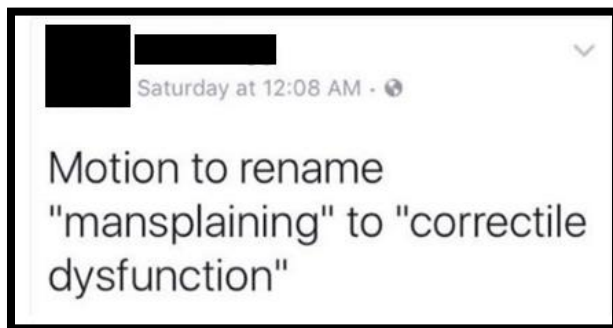 Saturday at 12:08 AM ·
Motion to rename
"mansplaining" to "correctile
dysfunction"